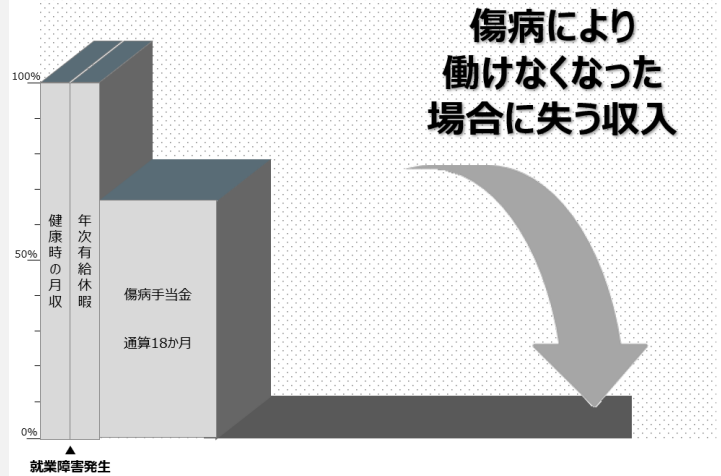 傷病により
働けなくなった
場合に失う収入
100%
50%
0%
健康時の月収
年次有給休暇
傷病手当金
通算18か月
▲
就業障害発生